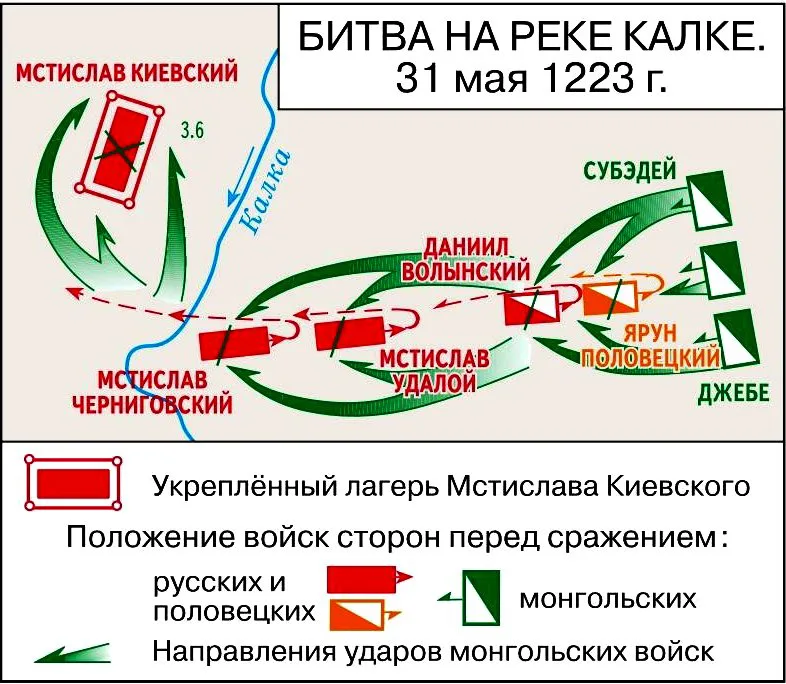 БИТВА НА РЕКЕ КАЛКЕ.
31 мая 1223 г.
МСТИСЛАВ КИЕВСКИЙ
3.6
Калка
СУБЭДЕЙ
ДАНИИЛ
ВОЛЫНСКИЙ
ЯРУН
ПОЛОВЕЦКИЙ
МСТИСЛАВ
УДАЛОЙ
МСТИСЛАВ
ЧЕРНИГОВСКИЙ
ДЖЕБЕ
Укреплённый лагерь Мстислава Киевского
Положение войск сторон перед сражением:
русских и
половецких
монгольских
Направления ударов монгольских войск